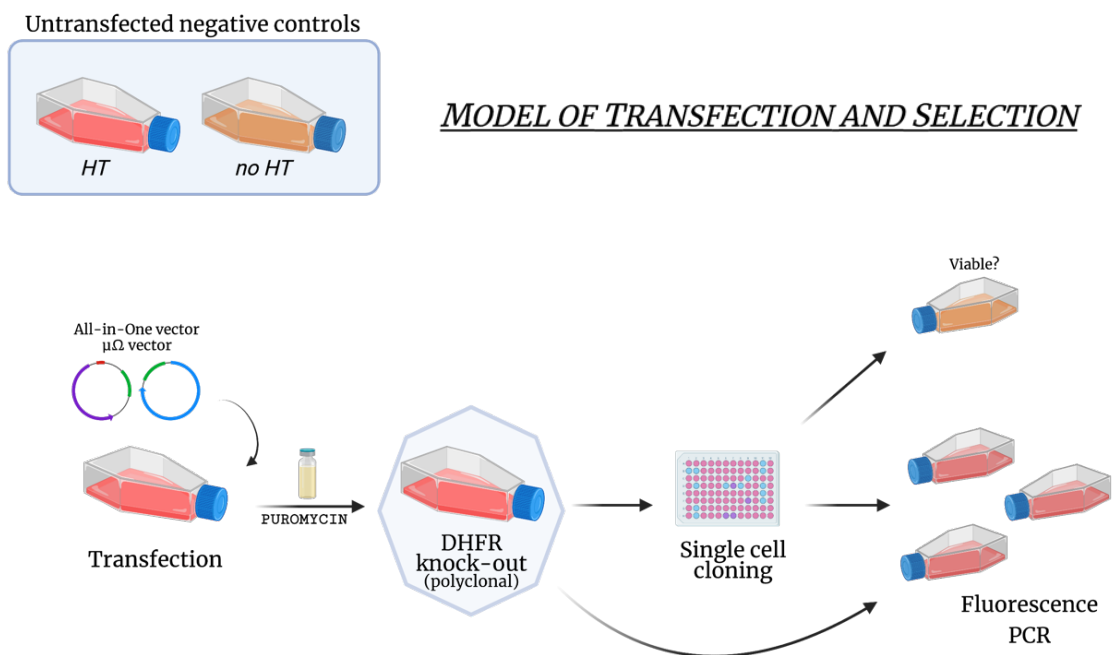 Untransfected negative controls
HT
no HT
MODEL OF TRANSFECTION AND SELECTION
Viable?
All-in-One vector
μΩ vector
PUROMYCIN
Transfection
DHFR
knock-out
(polyclonal)
Single cell
cloning
Fluorescence
PCR